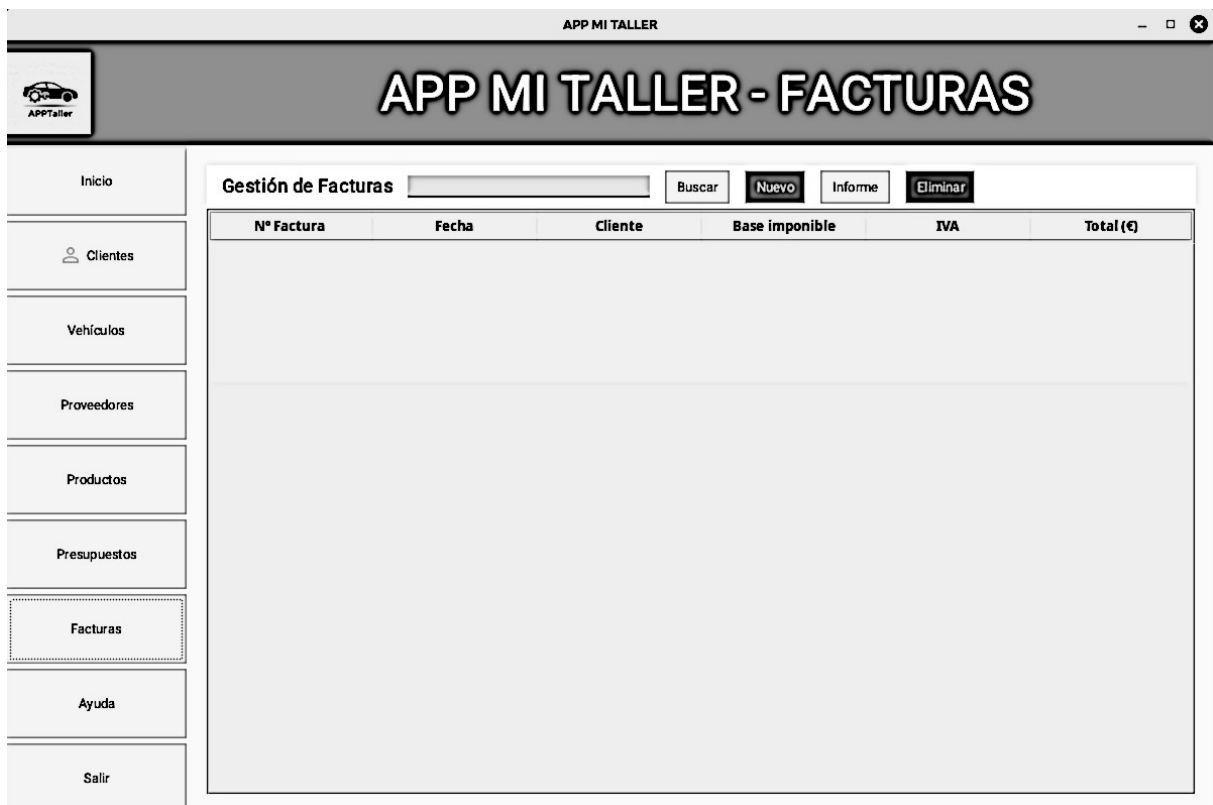 APP MI TALLER
APPTaller
APP MI TALLER - FACTURAS
Inicio
Clientes
Vehículos
Proveedores
Productos
Presupuestos
Facturas
Ayuda
Salir
Gestión de Facturas Buscar Nuevo Informe Eliminar
Nº Factura Fecha Cliente Base imponible IVA Total (€)